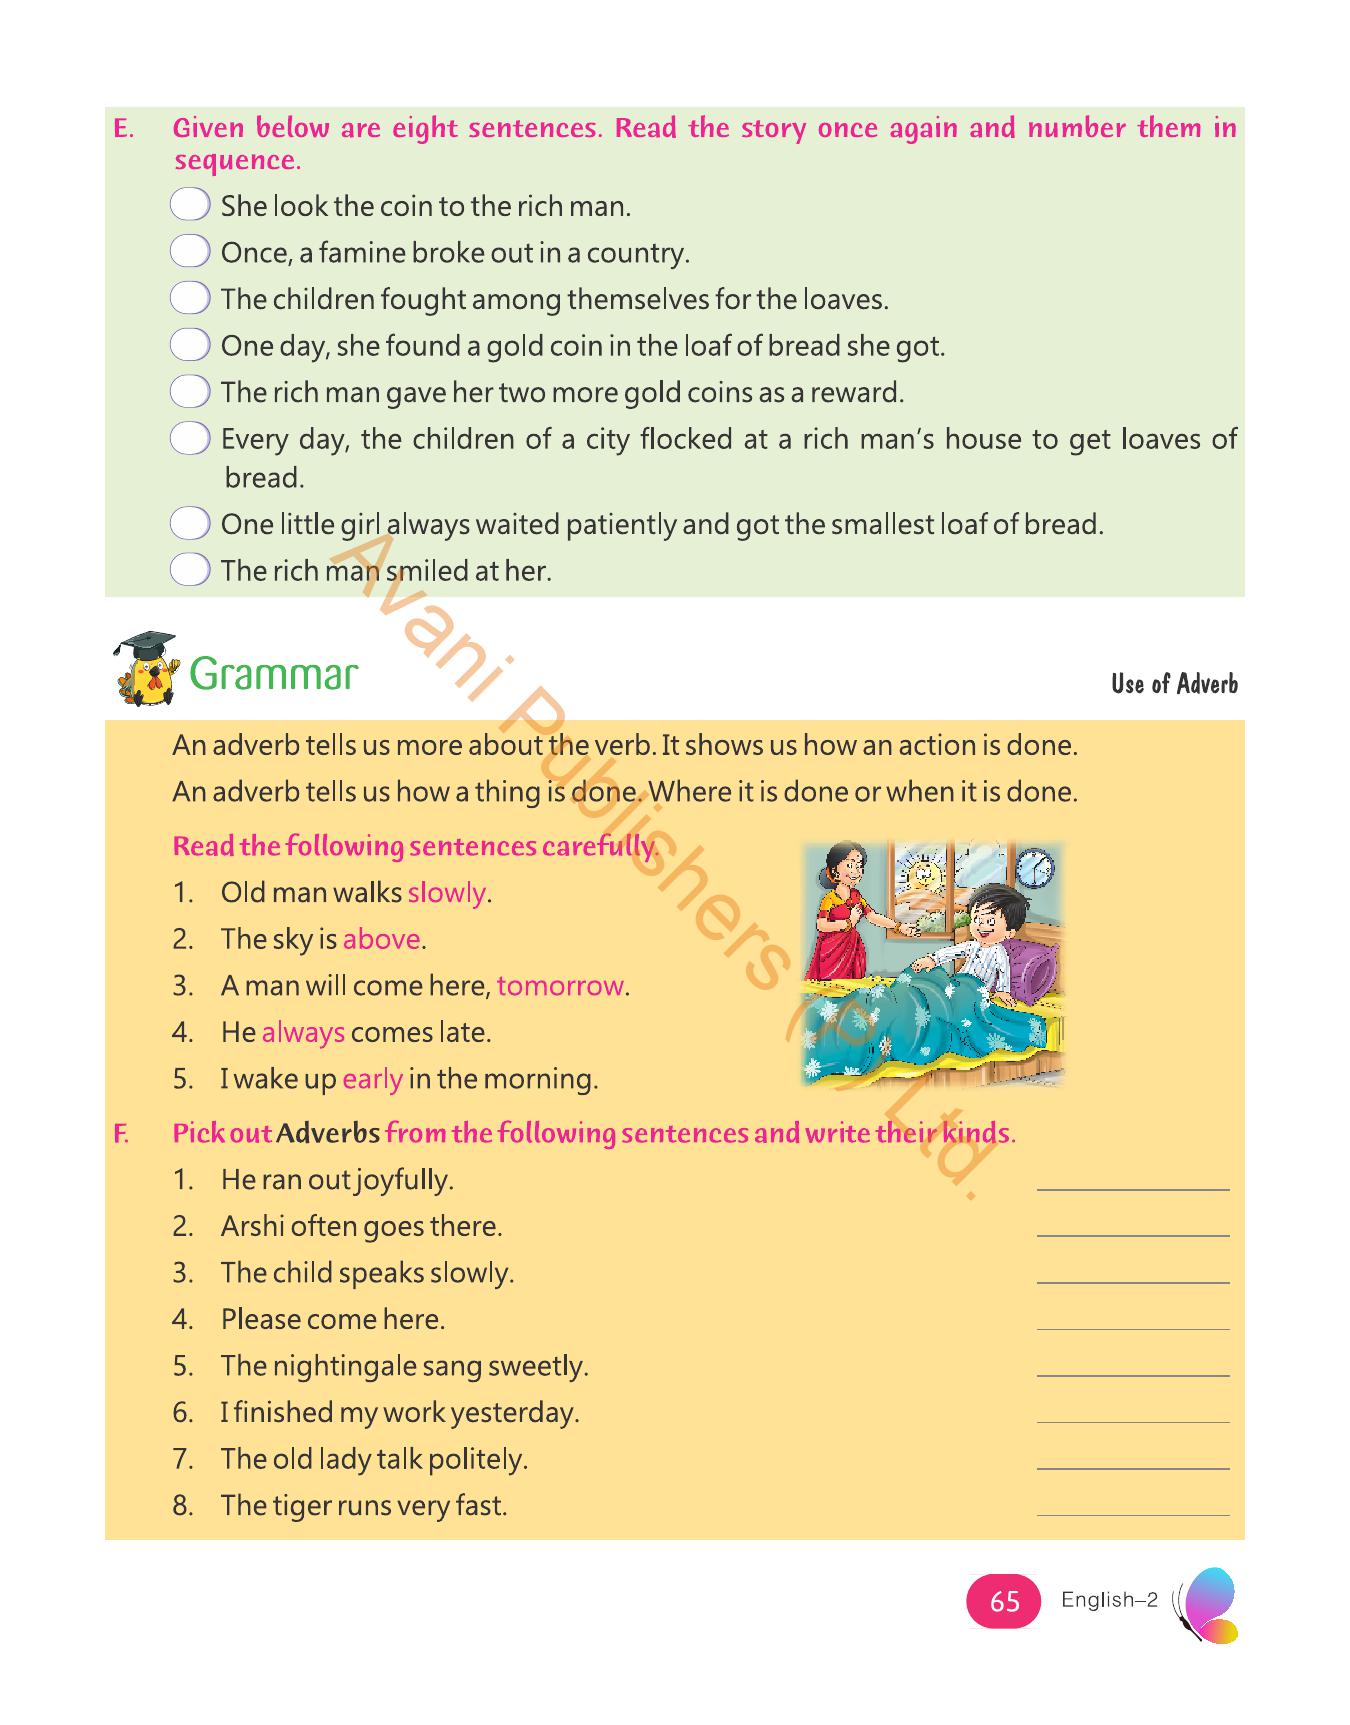 E. Given below are eight sentences. Read the story once again and number them in
sequence.
She look the coin to the rich man.
Once, a famine broke out in a country.
The children fought among themselves for the loaves.
One day, she found a gold coin in the loaf of bread she got.
The rich man gave her two more gold coins as a reward.
Every day, the children of a city flocked at a rich man's house to get loaves of
bread.
One little girl always waited patiently and got the smallest loaf of bread.
The rich man smiled at her.
Grammar
Use of Adverb
An adverb tells us more about the verb. It shows us how an action is done.
An adverb tells us how a thing is done. Where it is done or when it is done.
Read the following sentences carefully.
1. Old man walks slowly.
2. The sky is above.
3. A man will come here, tomorrow.
4. He always comes late.
5. I wake up early in the morning.
F. Pick out Adverbs from the following sentences and write their kinds.
1. He ran out joyfully.
2. Arshi often goes there.
3. The child speaks slowly.
4. Please come here.
5. The nightingale sang sweetly.
6. I finished my work yesterday.
7. The old lady talk politely.
8. The tiger runs very fast.
65 English–2
Avani Publishers (P) Ltd.